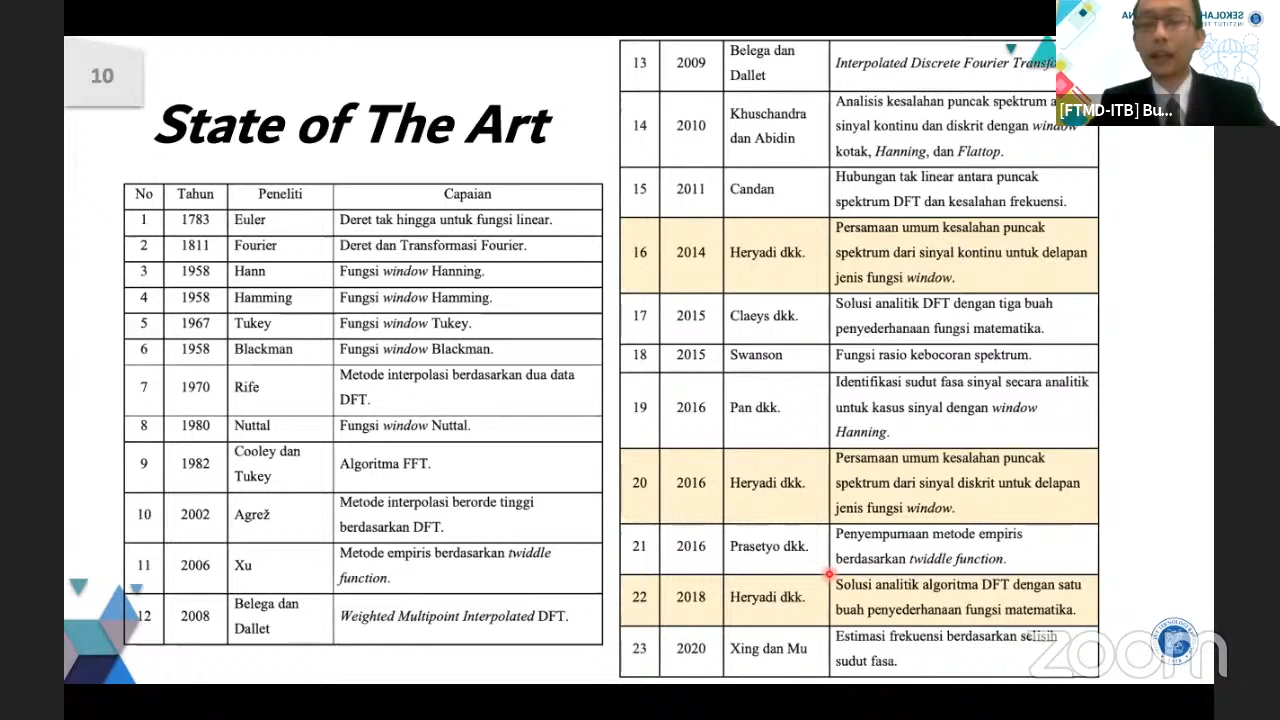 10
State of The Art
No Tahun Peneliti Capaian
1 1783 Euler Deret tak hingga untuk fungsi linear.
2 1811 Fourier Deret dan Transformasi Fourier.
3 1958 Hann Fungsi window Hanning.
4 1958 Hamming Fungsi window Hamming.
5 1967 Tukey Fungsi window Tukey.
6 1958 Blackman Fungsi window Blackman.
7 1970 Rife Metode interpolasi berdasarkan dua data
DFT.
8 1980 Nuttal Fungsi window Nuttal.
9 1982 Cooley dan
Tukey
Algoritma FFT.
10 2002 Agrež Metode interpolasi berorde tinggi
berdasarkan DFT.
11 2006 Xu Metode empiris berdasarkan twiddle
function.
12 2008 Belega dan
Dallet
Weighted Multipoint Interpolated DFT.
13 2009 Belega dan
Dallet
Interpolated Discrete Fourier
14 2010 Khuschandra
dan Abidin
Analisis kesalahan puncak spektrum
sinyal kontinu dan diskrit dengan window
kotak, Hanning, dan Flattop.
15 2011 Candan Hubungan tak linear antara puncak
spektrum DFT dan kesalahan frekuensi.
16 2014 Heryadi dkk. Persamaan umum kesalahan puncak
spektrum dari sinyal kontinu untuk delapan
jenis fungsi window.
17 2015 Claeys dkk. Solusi analitik DFT dengan tiga buah
penyederhanaan fungsi matematika.
18 2015 Swanson Fungsi rasio kebocoran spektrum.
19 2016 Pan dkk. Identifikasi sudut fasa sinyal secara analitik
untuk kasus sinyal dengan window
Hanning.
20 2016 Heryadi dkk. Persamaan umum kesalahan puncak
spektrum dari sinyal diskrit untuk delapan
jenis fungsi window.
21 2016 Prasetyo dkk. Penyempurnaan metode empiris
berdasarkan twiddle function.
22 2018 Heryadi dkk. Solusi analitik algoritma DFT dengan satu
buah penyederhanaan fungsi matematika.
23 2020 Xing dan Mu Estimasi frekuensi berdasarkan selisih
sudut fasa.
[FTMD-ITB] Bu...
zoom